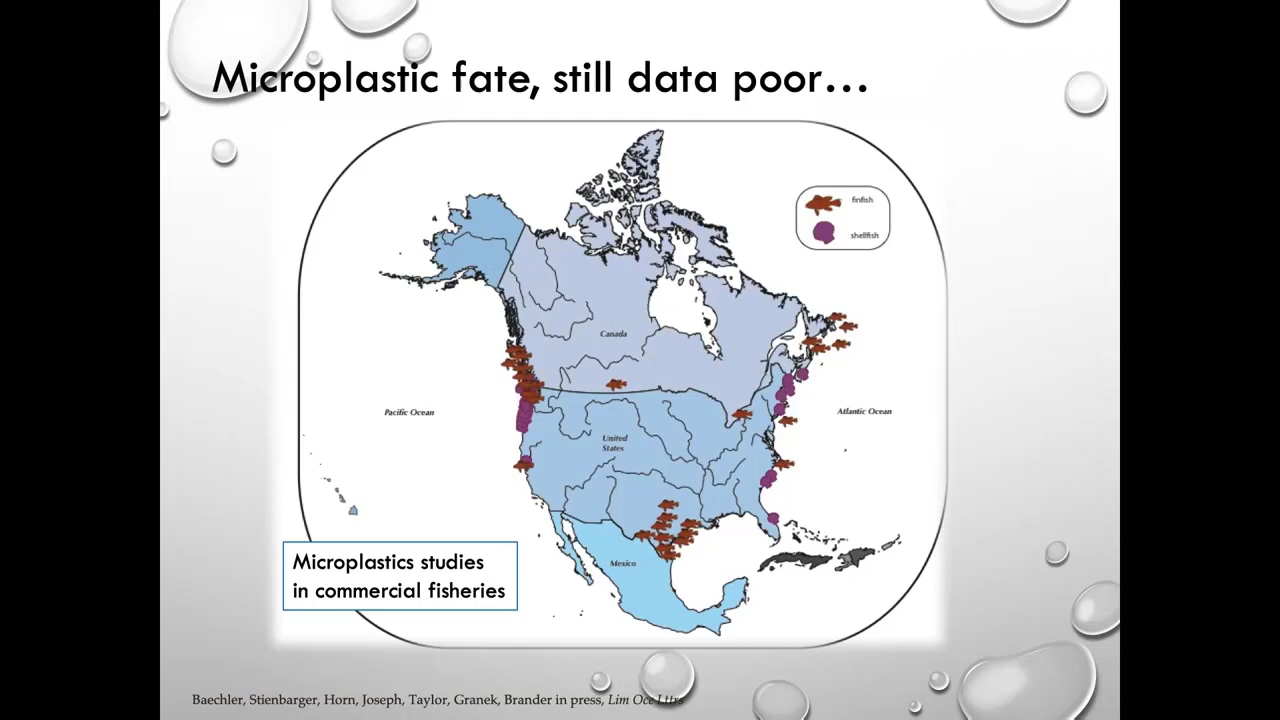 Microplastic fate, still data poor...
finfish
shellfish
Canada
Pacific Ocean
Atlantic Ocean
United
States
Mexico
Microplastics studies
in commercial fisheries
Baechler, Stienbarger, Horn, Joseph, Taylor, Granek, Brander in press, Lim Oce Lttrs